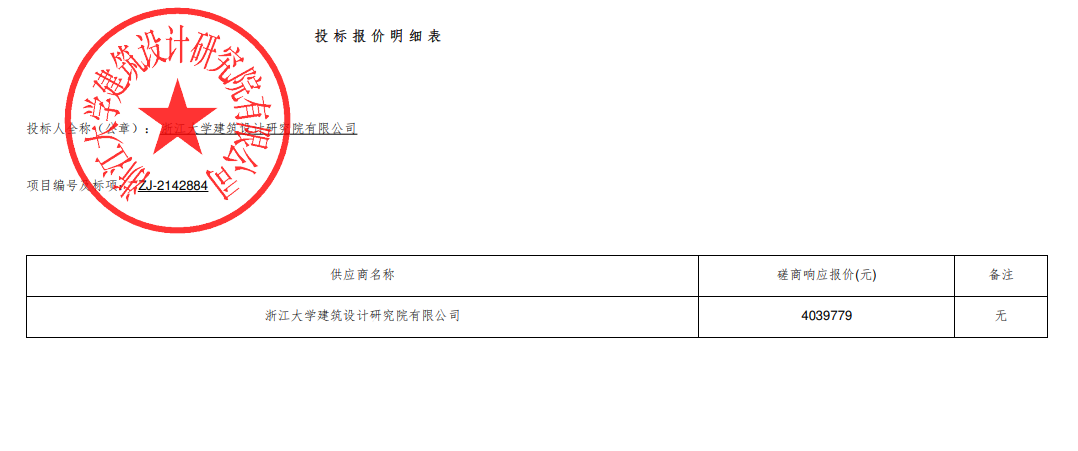 投标报价明细表
浙江大学建筑设计研究院有限公司
投标人全称（公章）： 浙江大学建筑设计研究院有限公司
项目编号及标项： ZJ-2142884
供应商名称 磋商响应报价(元) 备注
浙江大学建筑设计研究院有限公司 4039779 无